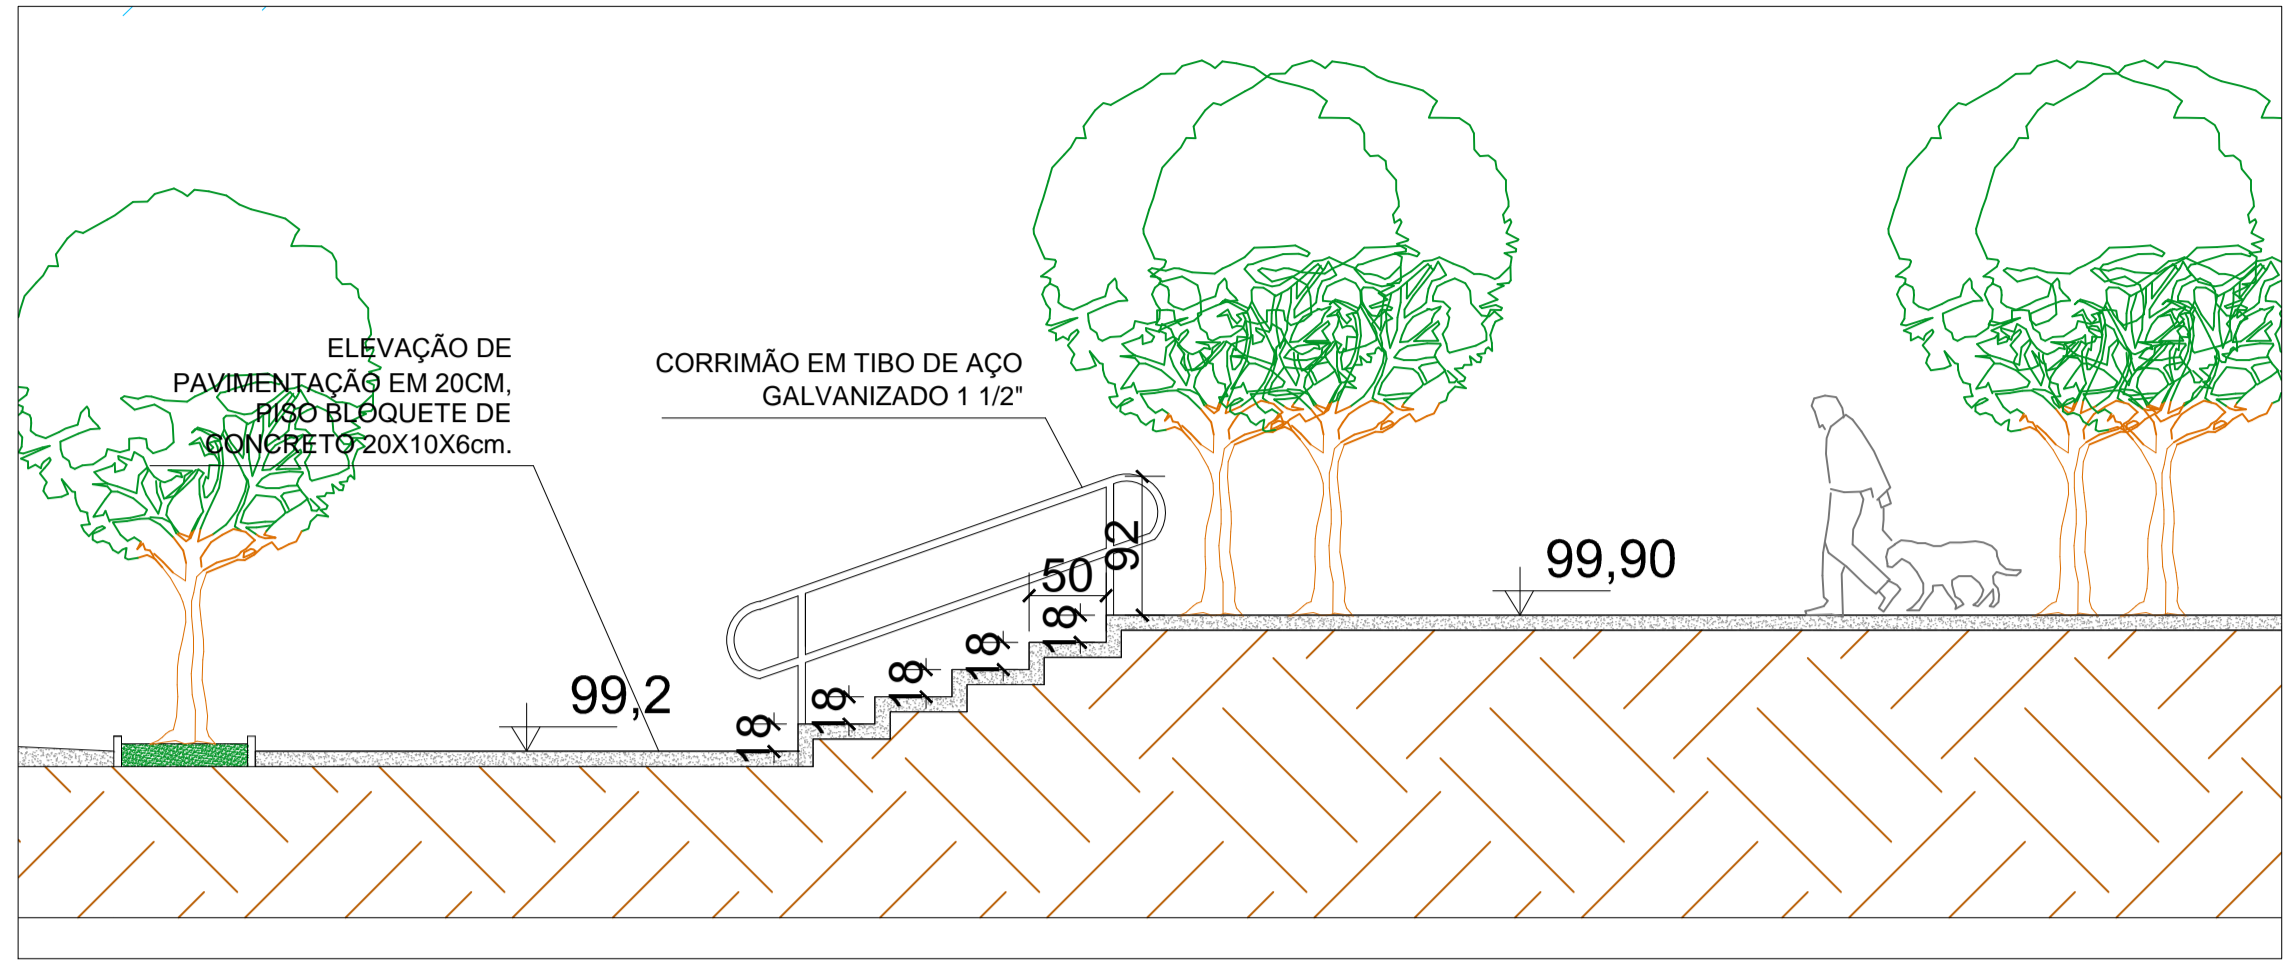 ELEVAÇÃO DE
PAVIMENTAÇÃO EM 20CM,
PISO BLOQUETE DE
CONCRETO 20X10X6cm.
CORRIMÃO EM TIBO DE AÇO
GALVANIZADO 1 1/2"
92
50
99,90
18
18
18
18
18
99,2